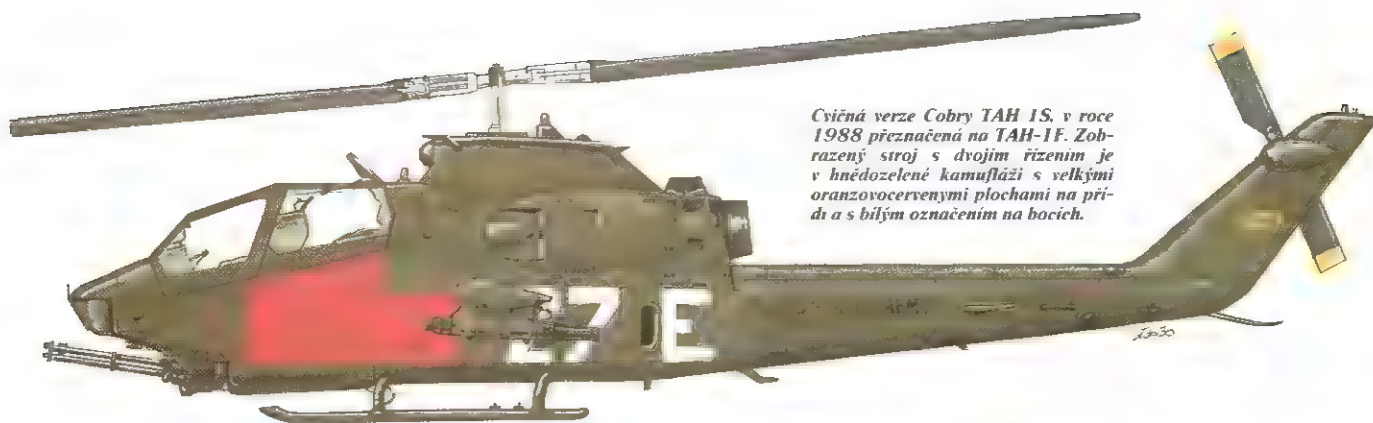 Cvičná verze Cobry TAH 1S, v roce
1988 přeznačená na TAH-1F. Zob-
razený stroj s dvojím řízením je
v hnědozelené kamufláži s velkými
oranzovocervenymi plochami na pří-
di a s bílým označením na bocích.
27 E